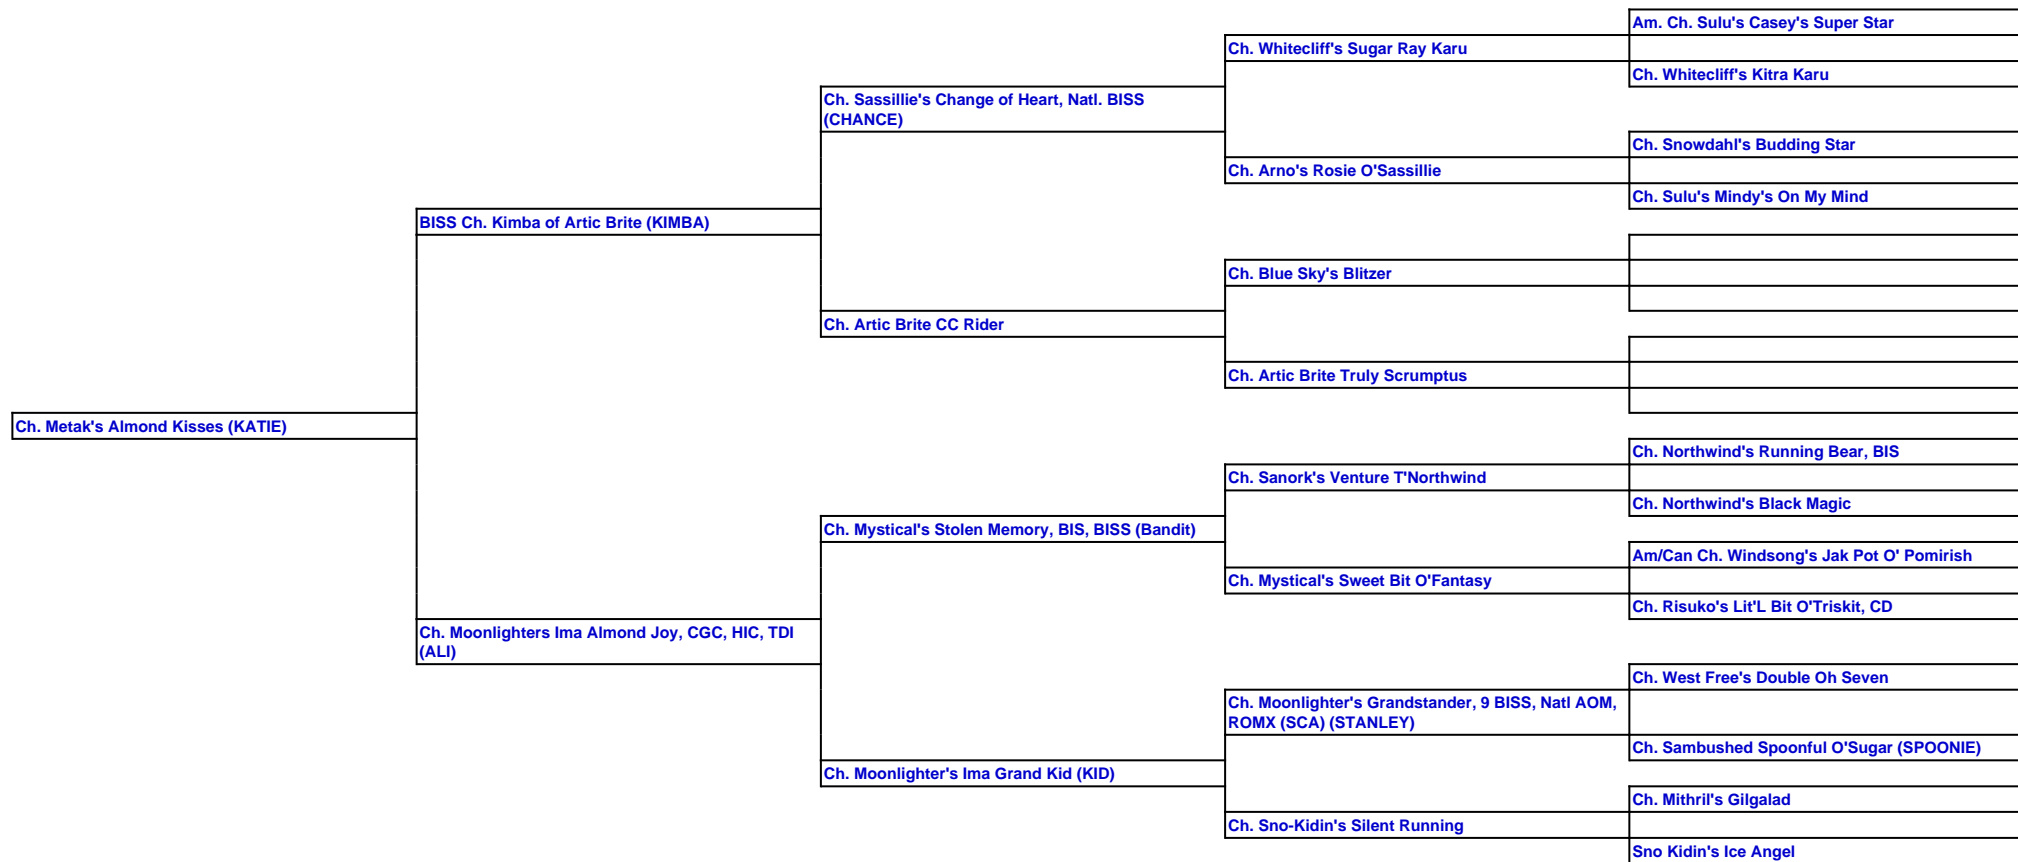 Am. Ch. Sulu's Casey's Super Star
Ch. Whitecliff's Sugar Ray Karu
Ch. Whitecliff's Kitra Karu
Ch. Sassillie's Change of Heart, Natl. BISS
(CHANCE)
Ch. Snowdahl's Budding Star
Ch. Arno's Rosie O'Sassillie
Ch. Sulu's Mindy's On My Mind
BISS Ch. Kimba of Artic Brite (KIMBA)
Ch. Blue Sky's Blitzer
Ch. Artic Brite CC Rider
Ch. Artic Brite Truly Scrumptus
Ch. Metak's Almond Kisses (KATIE)
Ch. Northwind's Running Bear, BIS
Ch. Sanork's Venture T'Northwind
Ch. Northwind's Black Magic
Ch. Mystical's Stolen Memory, BIS, BISS (Bandit)
Am/Can Ch. Windsong's Jak Pot O' Pomirish
Ch. Mystical's Sweet Bit O'Fantasy
Ch. Risuko's Lit'L Bit O'Triskit, CD
Ch. Moonlighters Ima Almond Joy, CGC, HIC, TDI
(ALI)
Ch. West Free's Double Oh Seven
Ch. Moonlighter's Grandstander, 9 BISS, Natl AOM,
ROMX (SCA) (STANLEY)
Ch. Sambushed Spoonful O'Sugar (SPOONIE)
Ch. Moonlighter's Ima Grand Kid (KID)
Ch. Mithril's Gilgalad
Ch. Sno-Kidin's Silent Running
Sno Kidin's Ice Angel